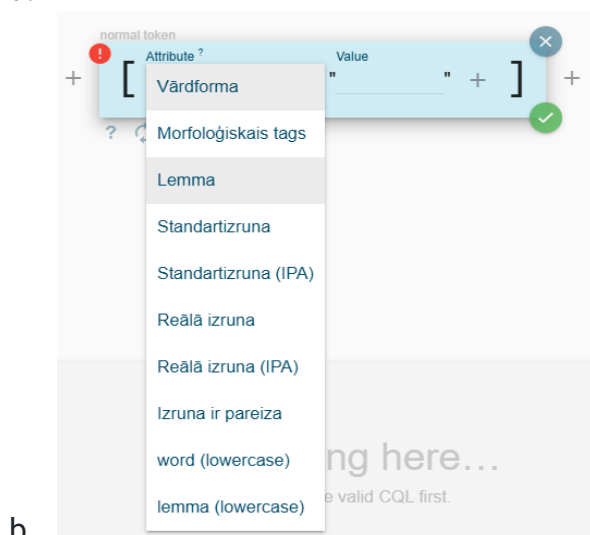 normal token
! Attribute ? Value
+ [ Vārdforma " " + ] +
? Morfoloģiskais tags
Lemma
Standartizruna
Standartizruna (IPA)
Reālā izruna
Reālā izruna (IPA)
Izruna ir pareiza
word (lowercase) ng here...
lemma (lowercase) valid CQL first.
b